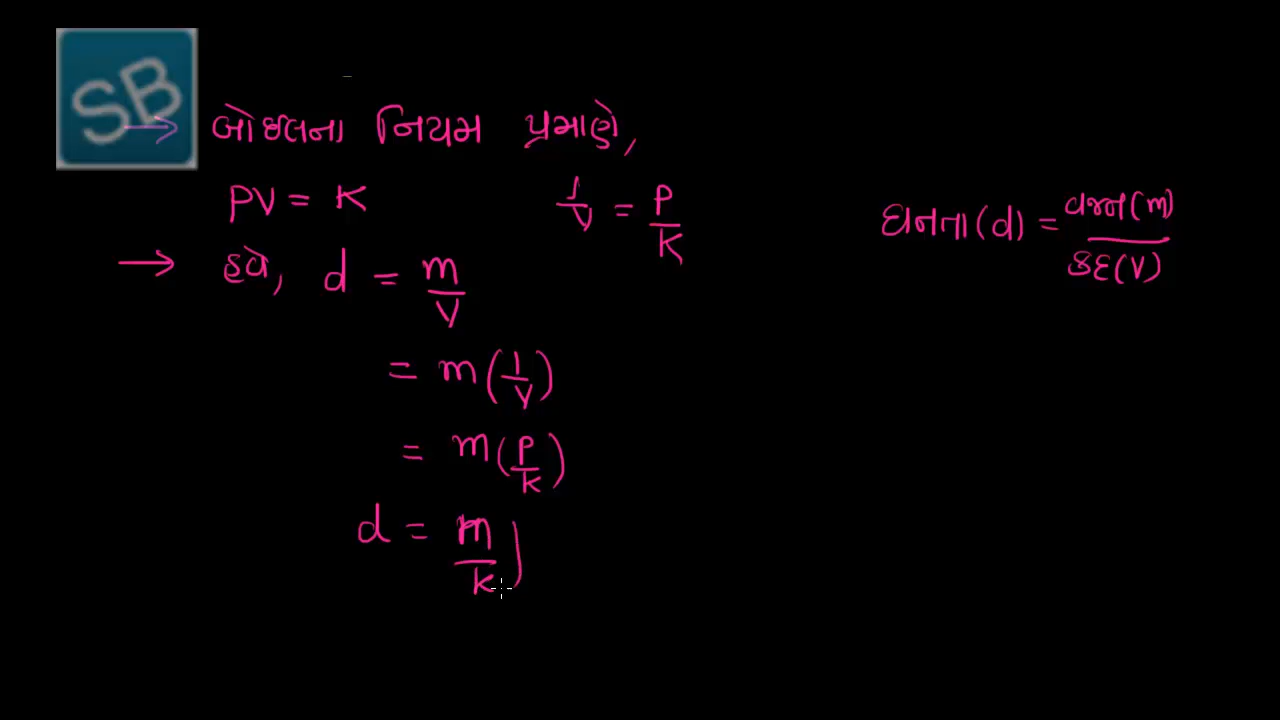 SB
→ બોઇલના નિયમ પ્રમાણે,
PV = K
1/V = P/K
ઘનતા(d) = વજન(m)/કદ(V)
→ હવે, d = m/V
= m(1/V)
= m(P/K)
d = m/k)